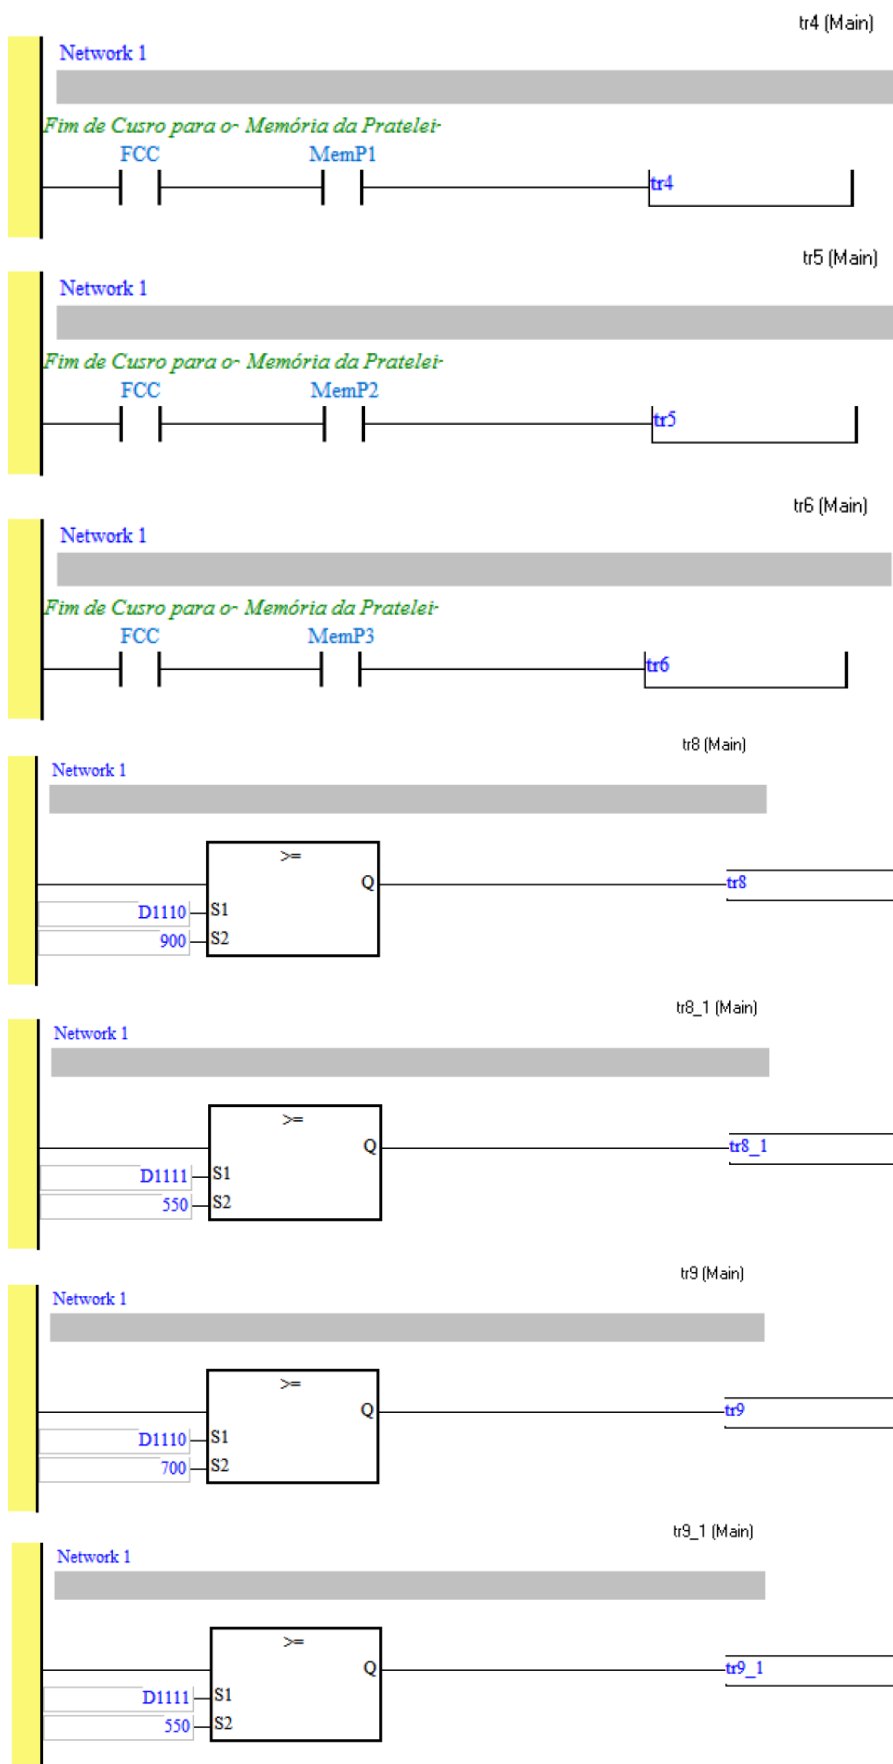 tr4 (Main)
Network 1
Fim de Cusro para o- Memória da Pratelei-
FCC MemP1
tr4
tr5 (Main)
Network 1
Fim de Cusro para o- Memória da Pratelei-
FCC MemP2
tr5
tr6 (Main)
Network 1
Fim de Cusro para o- Memória da Pratelei-
FCC MemP3
tr6
tr8 (Main)
Network 1
>=
Q tr8
D1110 S1
900 S2
tr8_1 (Main)
Network 1
>=
Q tr8_1
D1111 S1
550 S2
tr9 (Main)
Network 1
>=
Q tr9
D1110 S1
700 S2
tr9_1 (Main)
Network 1
>=
Q tr9_1
D1111 S1
550 S2